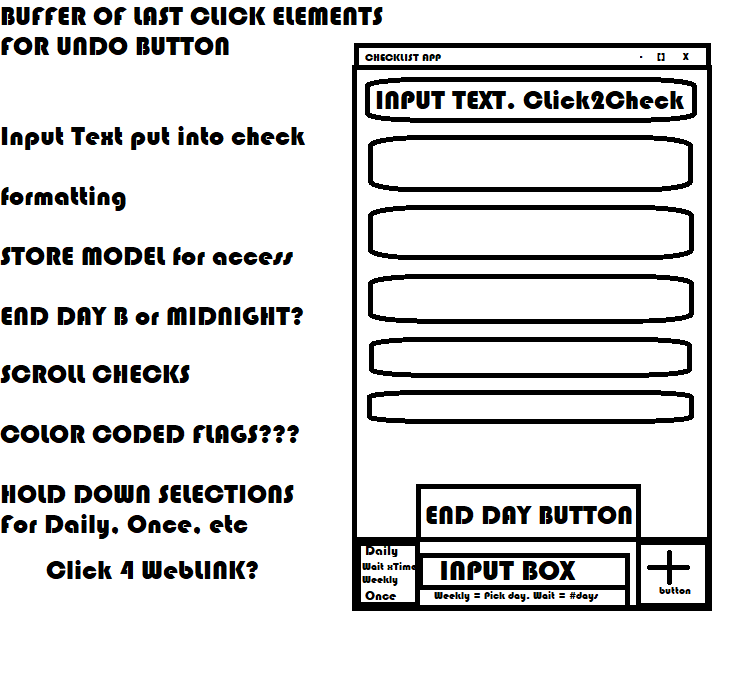 BUFFER OF LAST CLICK ELEMENTS
FOR UNDO BUTTON
Input Text put into check
formatting
STORE MODEL for access
END DAY B or MIDNIGHT?
SCROLL CHECKS
COLOR CODED FLAGS???
HOLD DOWN SELECTIONS
For Daily, Once, etc
Click 4 WebLINK?
CHECKLIST APP
- [] X
INPUT TEXT. CLick2Check
END DAY BUTTON
Daily
Wait xTime
Weekly
Once
INPUT BOX
Weekly = Pick day. Wait = #days
button